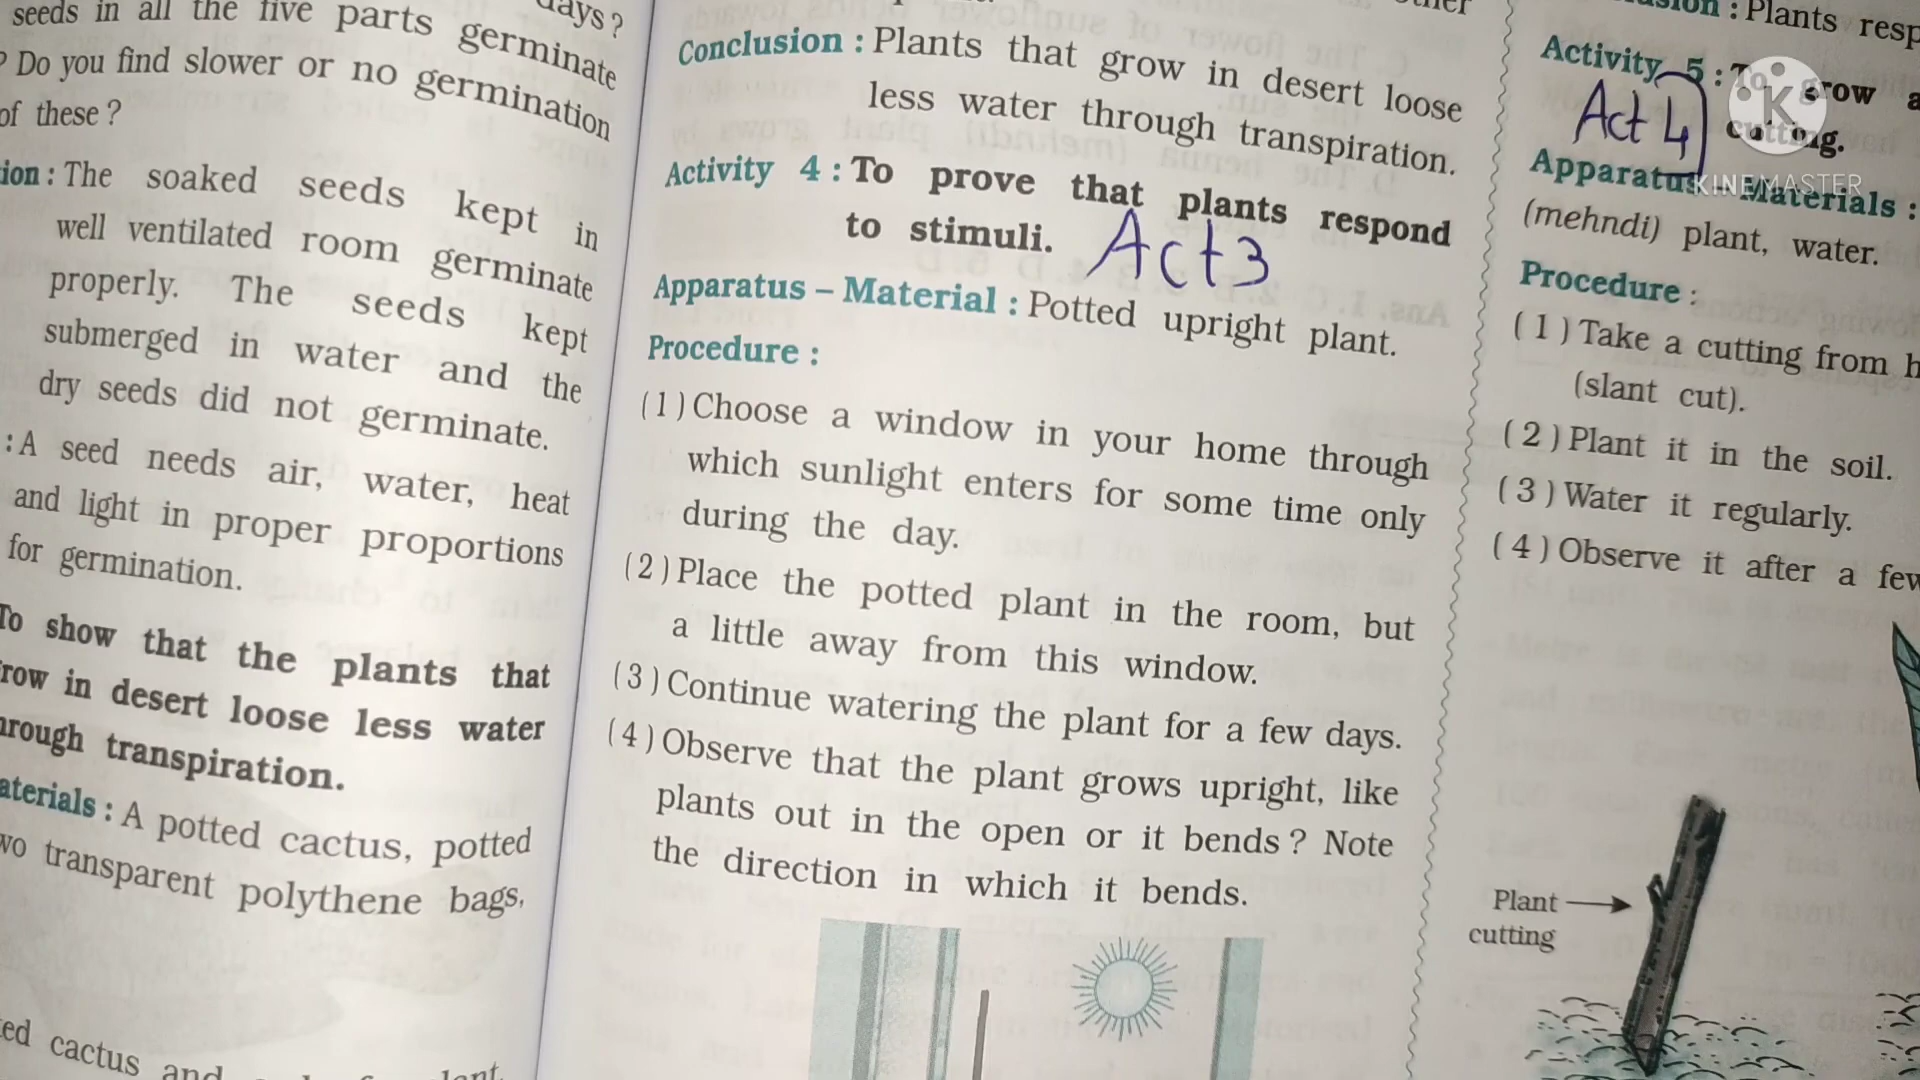 days?
seeds in all the five parts germinate
? Do you find slower or no germination
of these?
The soaked seeds kept in
well ventilated room germinate
properly. The seeds kept
submerged in water and the
dry seeds did not germinate.
: A seed needs air, water, heat
and light in proper proportions
for germination.
To show that the plants that
row in desert loose less water
hrough transpiration.
aterials : A potted cactus, potted
wo transparent polythene bags,
ed cactus and
Conclusion : Plants that grow in desert loose
less water through transpiration.
Activity 4 : To prove that plants respond
to stimuli. Act 3
Apparatus – Material : Potted upright plant.
Procedure :
(1) Choose a window in your home through
which sunlight enters for some time only
during the day.
(2) Place the potted plant in the room, but
a little away from this window.
(3) Continue watering the plant for a few days.
(4) Observe that the plant grows upright, like
plants out in the open or it bends? Note
the direction in which it bends.
: Plants resp
Activity 5 : To grow a
Act 4 cutting.
K
KINEMASTER
Apparatus – Materials :
(mehndi) plant, water.
Procedure :
(1) Take a cutting from h
(slant cut).
(2) Plant it in the soil.
(3) Water it regularly.
(4) Observe it after a few
Plant
cutting